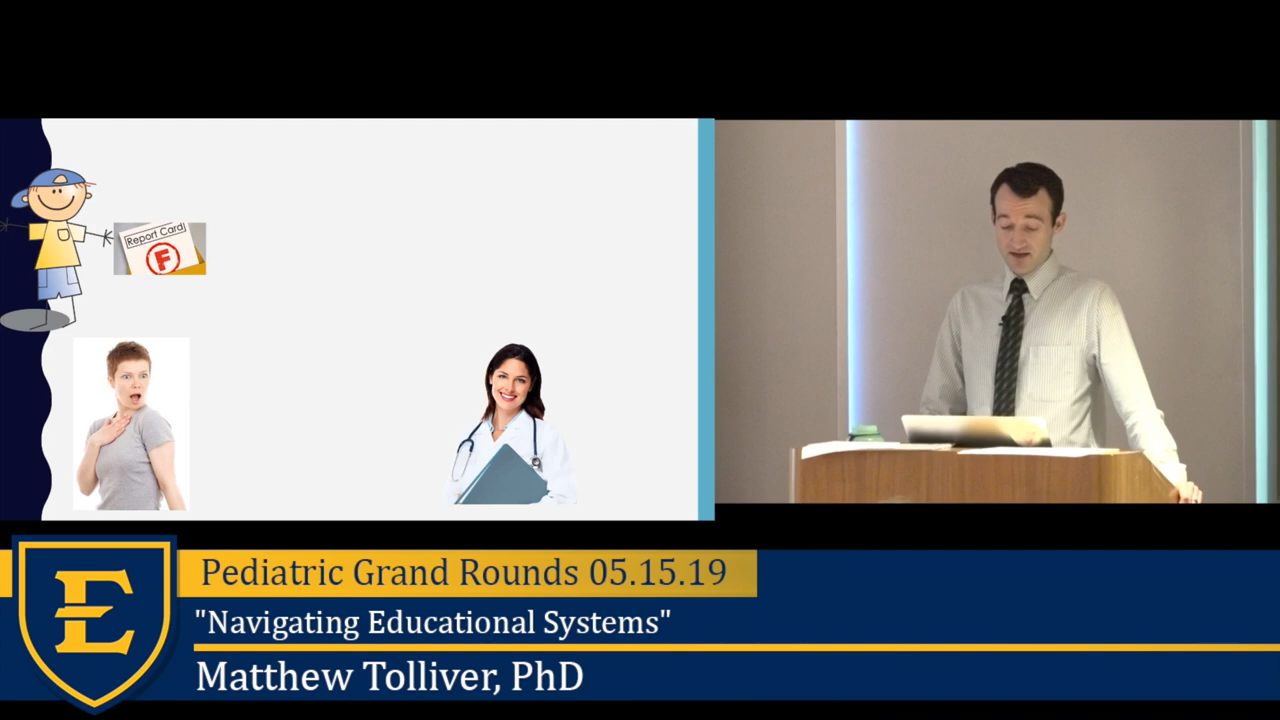 Report Card
F
Pediatric Grand Rounds 05.15.19
"Navigating Educational Systems"
Matthew Tolliver, PhD
E